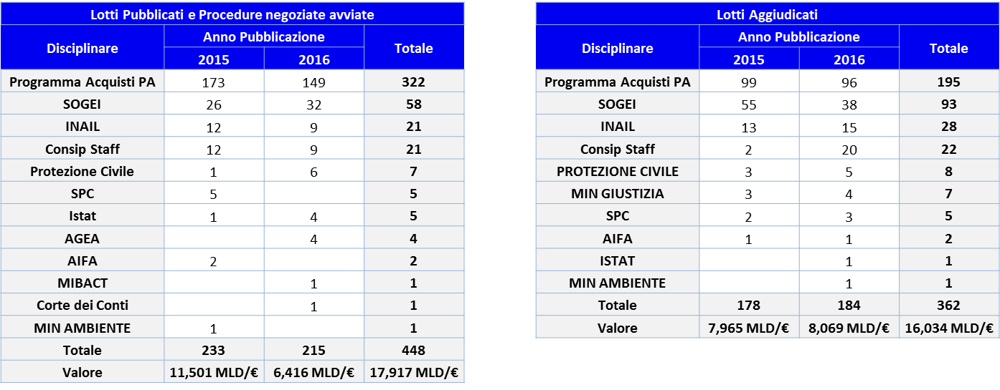 Lotti Pubblicati e Procedure negoziate avviate
Disciplinare Anno Pubblicazione Totale
2015 2016
Programma Acquisti PA 173 149 322
SOGEI 26 32 58
INAIL 12 9 21
Consip Staff 12 9 21
Protezione Civile 1 6 7
SPC 5 5
Istat 1 4 5
AGEA 4 4
AIFA 2 2
MIBACT 1 1
Corte dei Conti 1 1
MIN AMBIENTE 1 1
Totale 233 215 448
Valore 11,501 MLD/€ 6,416 MLD/€ 17,917 MLD/€
Lotti Aggiudicati
Disciplinare Anno Pubblicazione Totale
2015 2016
Programma Acquisti PA 99 96 195
SOGEI 55 38 93
INAIL 13 15 28
Consip Staff 2 20 22
PROTEZIONE CIVILE 3 5 8
MIN GIUSTIZIA 3 4 7
SPC 2 3 5
AIFA 1 1 2
ISTAT 1 1
MIN AMBIENTE 1 1
Totale 178 184 362
Valore 7,965 MLD/€ 8,069 MLD/€ 16,034 MLD/€